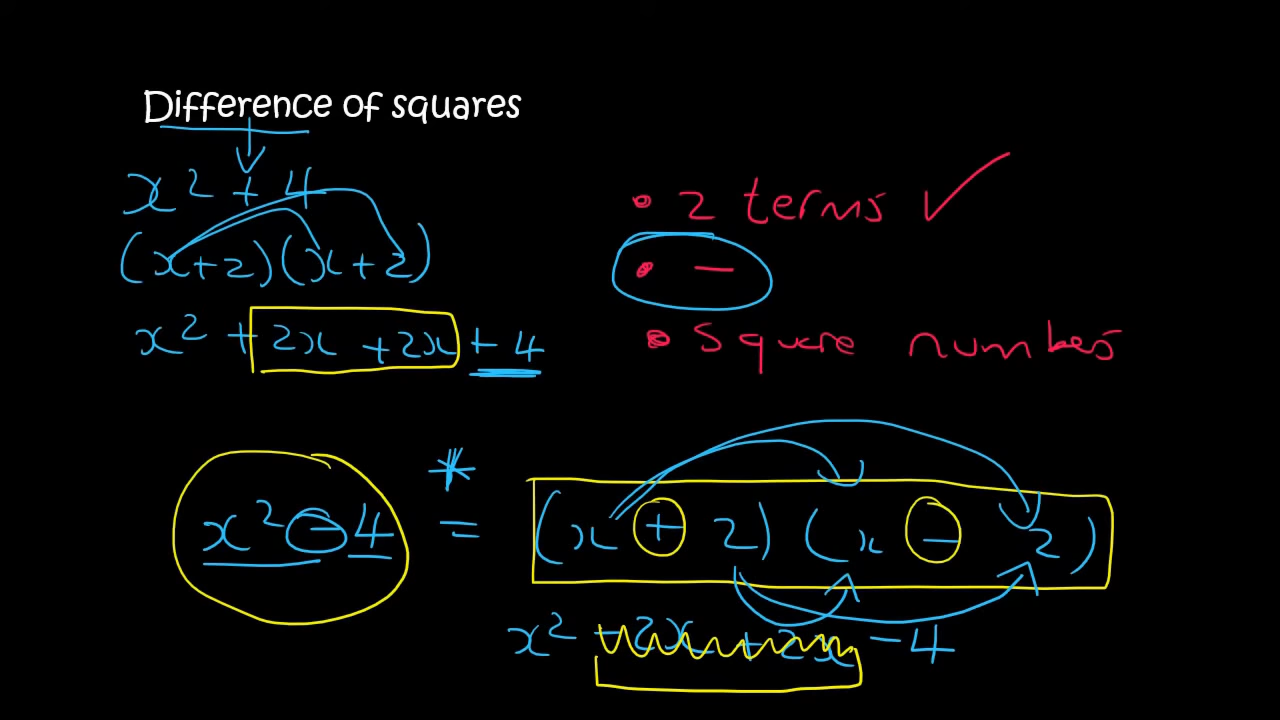 Difference of squares
x² + 4
(x+2)(x+2)
x² + 2x + 2x + 4
• 2 terms ✓
• −
• Square numbers
*
x² − 4 = (x + 2) (x − 2)
x² − 2x + 2x − 4